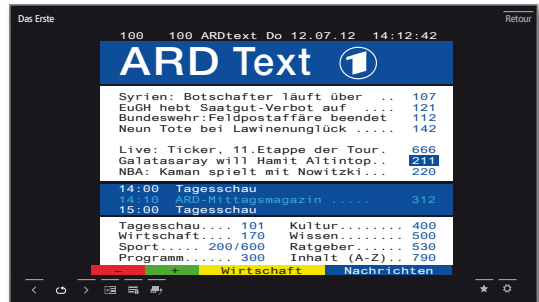 Das Erste
Retour
100 100 ARDtext Do 12.07.12 14:12:42
ARD Text 1
Syrien: Botschafter läuft über .. 107
EuGH hebt Saatgut-Verbot auf .... 121
Bundeswehr:Feldpostaffäre beendet 112
Neun Tote bei Lawinenunglück ..... 142
Live: Ticker, 11.Etappe der Tour. 666
Galatasaray will Hamit Altintop.. 211
NBA: Kaman spielt mit Nowitzki... 220
14:00 Tagesschau
14:10 ARD-Mittagsmagazin ..... 312
15:00 Tagesschau
Tagesschau.... 101 Kultur........ 400
Wirtschaft.... 170 Wissen........ 500
Sport..... 200/600 Ratgeber...... 530
Programm...... 300 Inhalt (A-Z).. 790
– + Wirtschaft Nachrichten